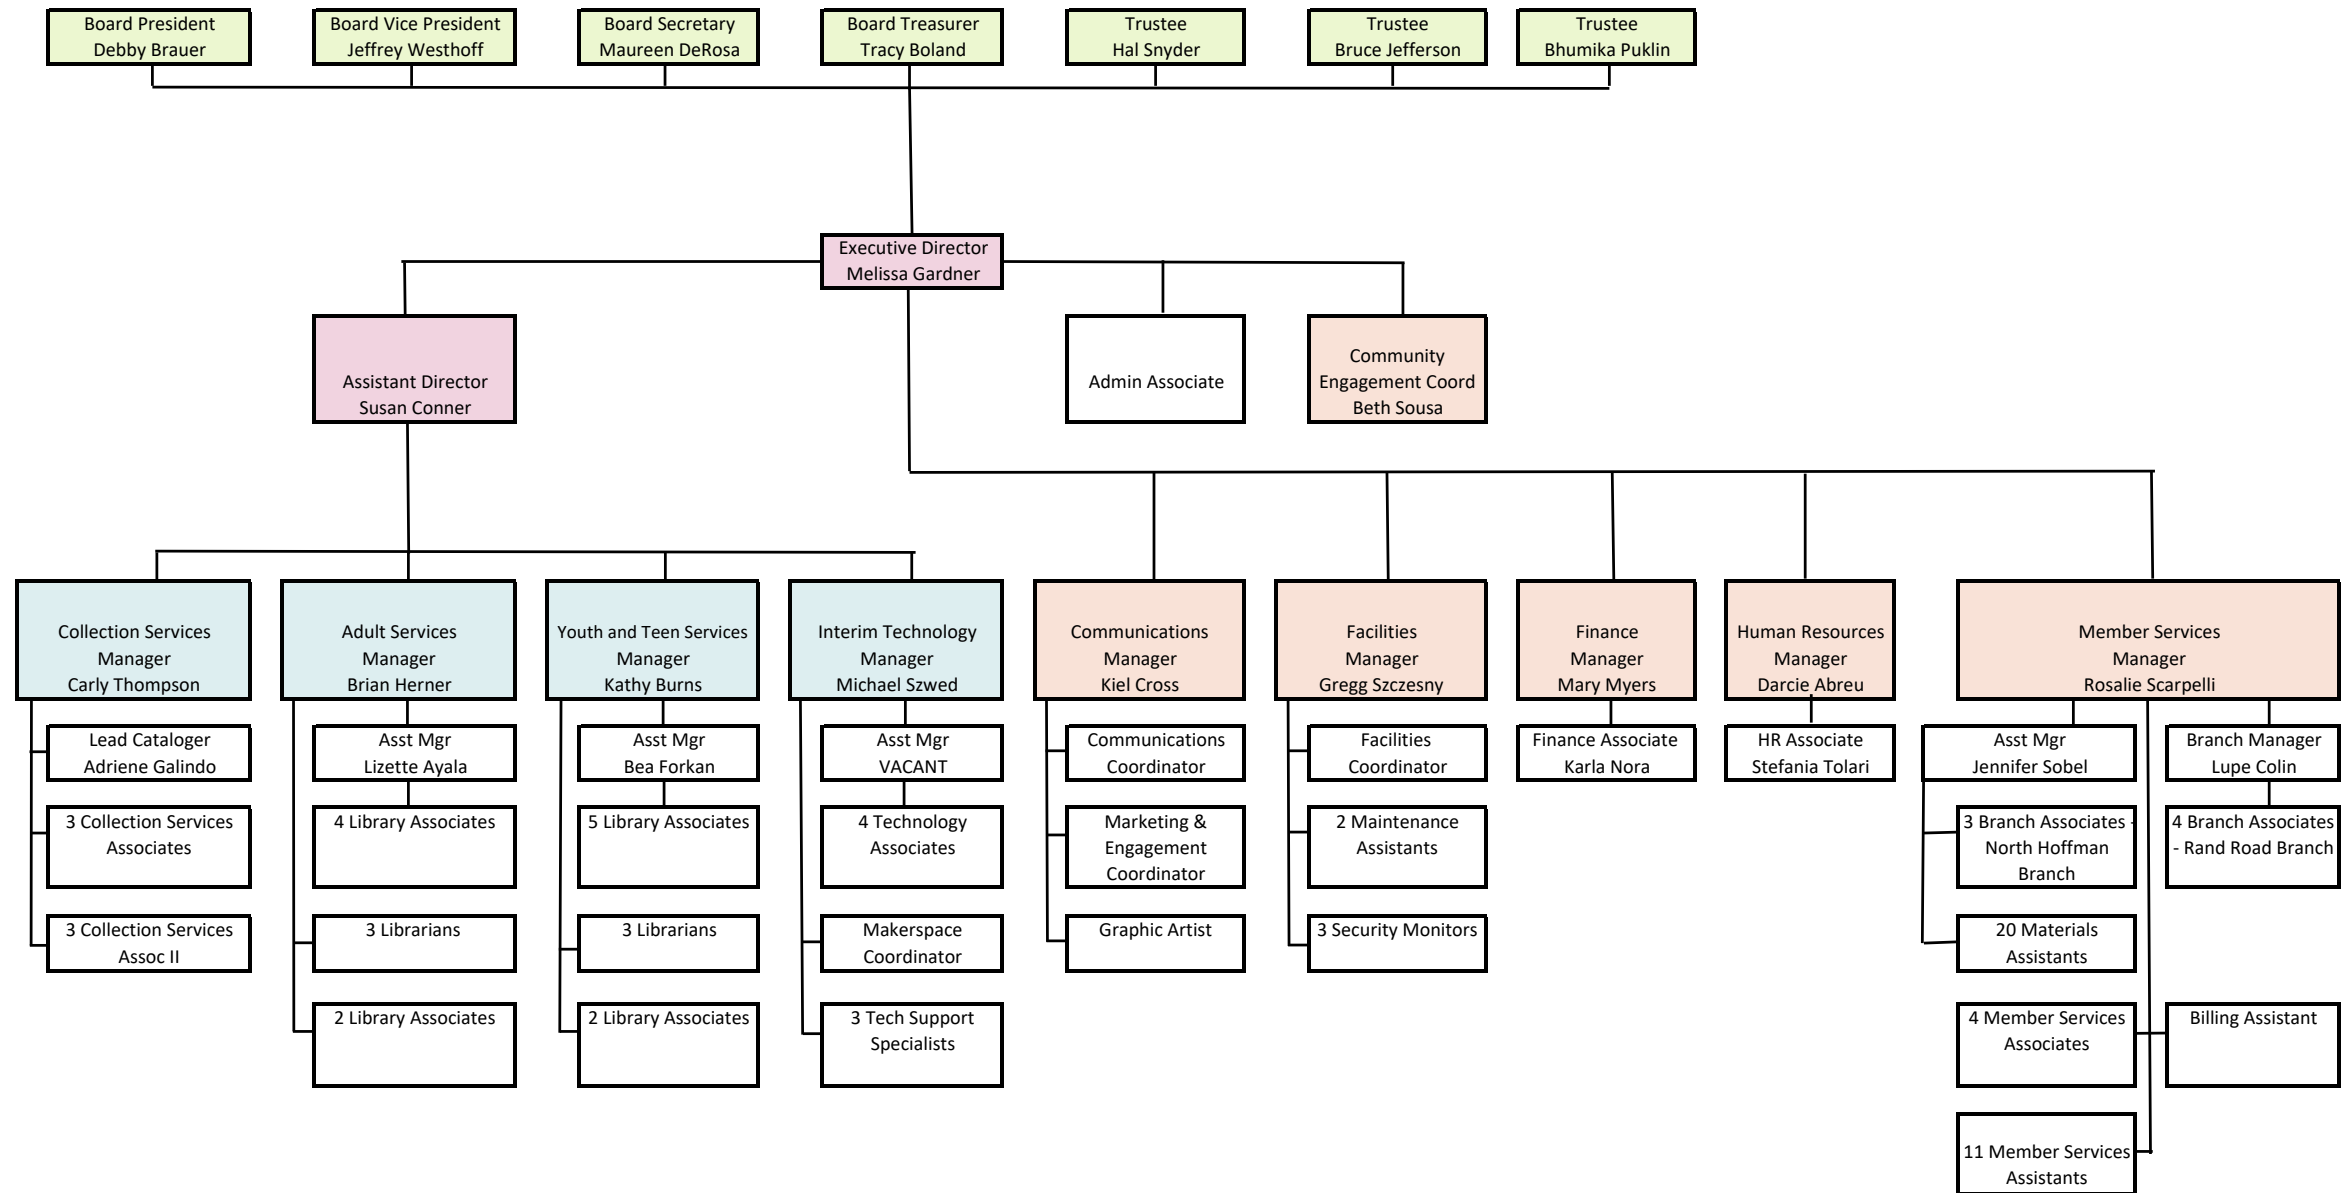 Board President
Debby Brauer
Board Vice President
Jeffrey Westhoff
Board Secretary
Maureen DeRosa
Board Treasurer
Tracy Boland
Trustee
Hal Snyder
Trustee
Bruce Jefferson
Trustee
Bhumika Puklin
Executive Director
Melissa Gardner
Assistant Director
Susan Conner
Admin Associate
Community
Engagement Coord
Beth Sousa
Collection Services
Manager
Carly Thompson
Adult Services
Manager
Brian Herner
Youth and Teen Services
Manager
Kathy Burns
Interim Technology
Manager
Michael Szwed
Communications
Manager
Kiel Cross
Facilities
Manager
Gregg Szczesny
Finance
Manager
Mary Myers
Human Resources
Manager
Darcie Abreu
Member Services
Manager
Rosalie Scarpelli
Lead Cataloger
Adriene Galindo
Asst Mgr
Lizette Ayala
Asst Mgr
Bea Forkan
Asst Mgr
VACANT
Communications
Coordinator
Facilities
Coordinator
Finance Associate
Karla Nora
HR Associate
Stefania Tolari
Asst Mgr
Jennifer Sobel
Branch Manager
Lupe Colin
3 Collection Services
Associates
4 Library Associates
5 Library Associates
4 Technology
Associates
Marketing &
Engagement
Coordinator
2 Maintenance
Assistants
3 Branch Associates -
North Hoffman
Branch
4 Branch Associates
- Rand Road Branch
3 Collection Services
Assoc II
3 Librarians
3 Librarians
Makerspace
Coordinator
Graphic Artist
3 Security Monitors
20 Materials
Assistants
2 Library Associates
2 Library Associates
3 Tech Support
Specialists
4 Member Services
Associates
Billing Assistant
11 Member Services
Assistants